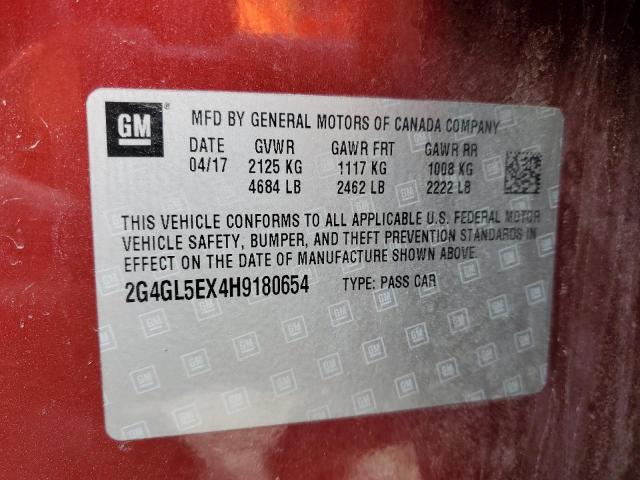 GM
MFD BY GENERAL MOTORS OF CANADA COMPANY
DATE GVWR GAWR FRT GAWR RR
04/17 2125 KG 1117 KG 1008 KG
4684 LB 2462 LB 2222 LB
THIS VEHICLE CONFORMS TO ALL APPLICABLE U.S. FEDERAL MOTOR
VEHICLE SAFETY, BUMPER, AND THEFT PREVENTION STANDARDS IN
EFFECT ON THE DATE OF MANUFACTURE SHOWN ABOVE.
2G4GL5EX4H9180654 TYPE: PASS CAR